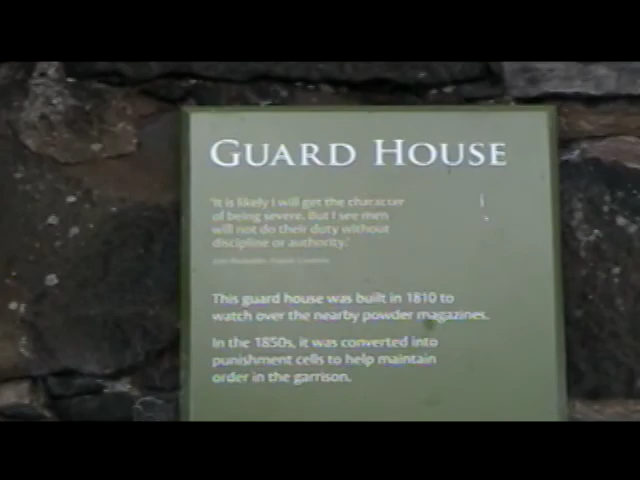 GUARD HOUSE
'It is likely I will get the character
of being severe. But I see men
will not do their duty without
discipline or authority.'
This guard house was built in 1810 to
watch over the nearby powder magazines.
In the 1850s, it was converted into
punishment cells to help maintain
order in the garrison.